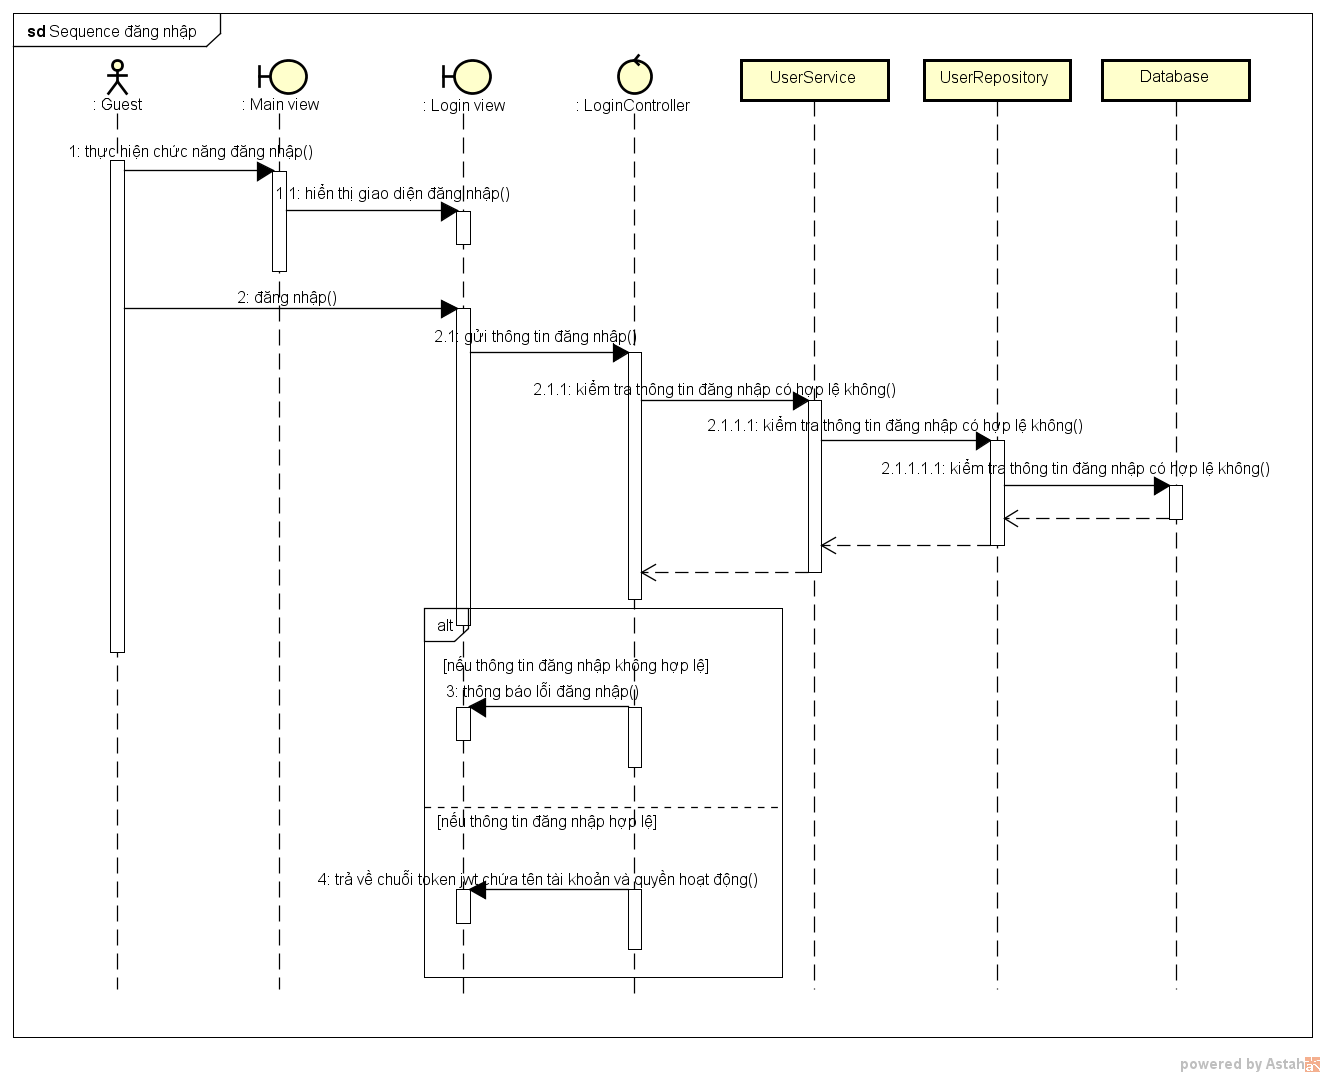 sd Sequence đăng nhập
: Guest
: Main view
: Login view
: LoginController
UserService
UserRepository
Database
1: thực hiện chức năng đăng nhập()
1.1: hiển thị giao diện đăng nhập()
2: đăng nhập()
2.1: gửi thông tin đăng nhập()
2.1.1: kiểm tra thông tin đăng nhập có hợp lệ không()
2.1.1.1: kiểm tra thông tin đăng nhập có hợp lệ không()
2.1.1.1.1: kiểm tra thông tin đăng nhập có hợp lệ không()
alt
[nếu thông tin đăng nhập không hợp lệ]
3: thông báo lỗi đăng nhập()
[nếu thông tin đăng nhập hợp lệ]
4: trả về chuỗi token jwt chứa tên tài khoản và quyền hoạt động()
powered by Astah